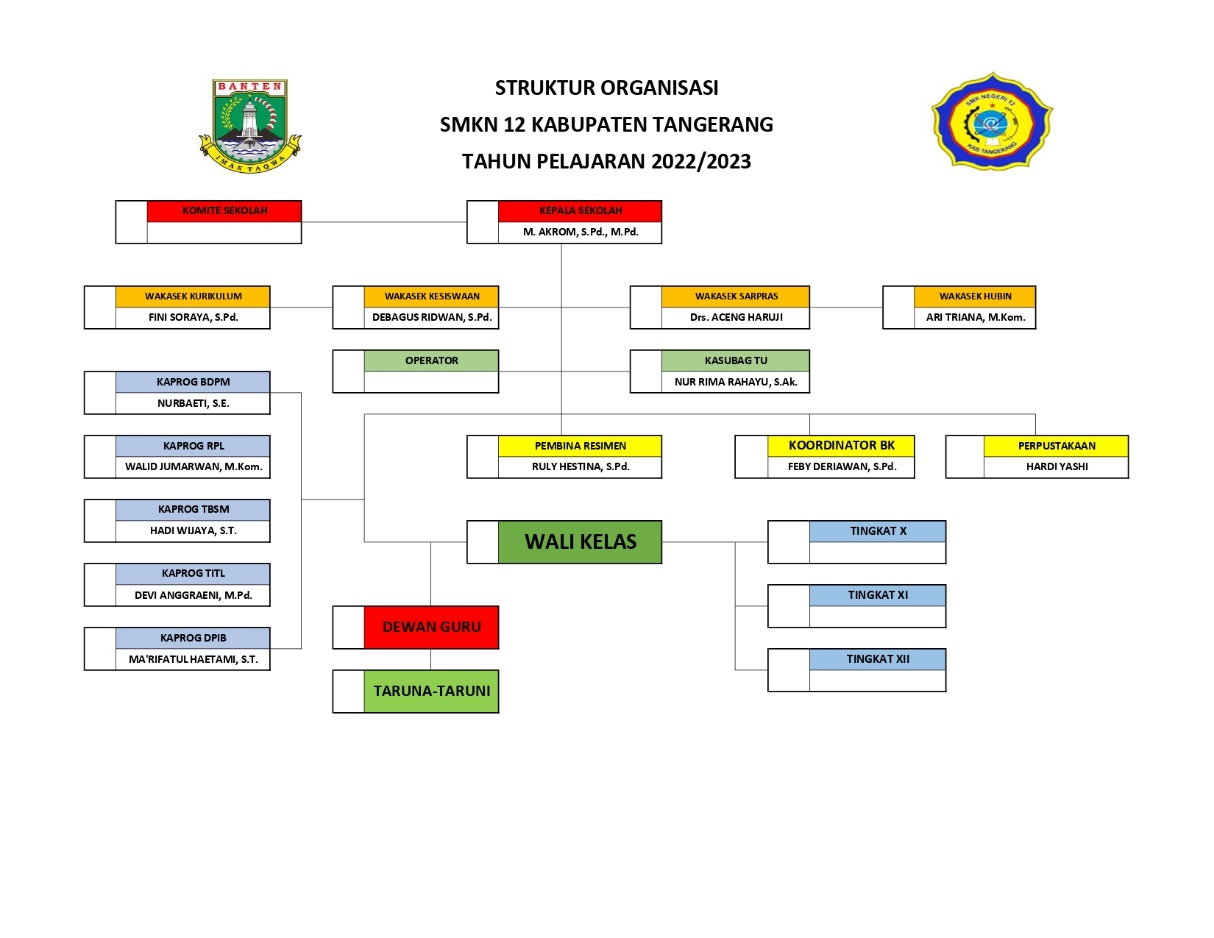 BANTEN
IMAN TAQWA
STRUKTUR ORGANISASI
SMKN 12 KABUPATEN TANGERANG
TAHUN PELAJARAN 2022/2023
SMK NEGERI 12
KAB TANGERANG
KOMITE SEKOLAH
KEPALA SEKOLAH
M. AKROM, S.Pd., M.Pd.
WAKASEK KURIKULUM
FINI SORAYA, S.Pd.
WAKASEK KESISWAAN
DEBAGUS RIDWAN, S.Pd.
WAKASEK SARPRAS
Drs. ACENG HARUJI
WAKASEK HUBIN
ARI TRIANA, M.Kom.
OPERATOR
KASUBAG TU
NUR RIMA RAHAYU, S.Ak.
KAPROG BDPM
NURBAETI, S.E.
KAPROG RPL
WALID JUMARWAN, M.Kom.
KAPROG TBSM
HADI WIJAYA, S.T.
KAPROG TITL
DEVI ANGGRAENI, M.Pd.
KAPROG DPIB
MA'RIFATUL HAETAMI, S.T.
PEMBINA RESIMEN
RULY HESTINA, S.Pd.
KOORDINATOR BK
FEBY DERIAWAN, S.Pd.
PERPUSTAKAAN
HARDI YASHI
WALI KELAS
TINGKAT X
TINGKAT XI
TINGKAT XII
DEWAN GURU
TARUNA-TARUNI